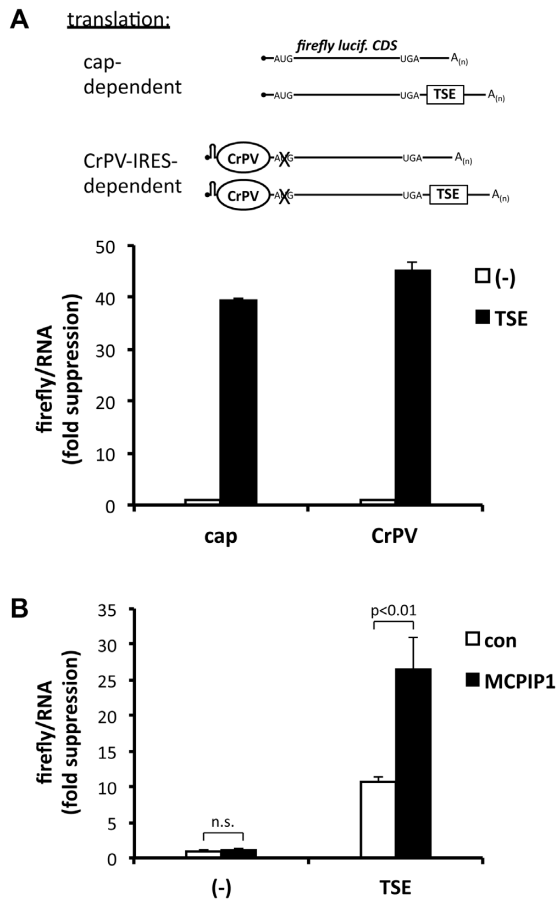 A
translation:
cap-
dependent
firefly lucif. CDS
AUG UGA A(n)
AUG UGA TSE A(n)
CrPV-IRES-
dependent
CrPV AUG UGA A(n)
CrPV AUG UGA TSE A(n)
firefly/RNA
(fold suppression)
50
40
30
20
10
0
cap CrPV
(-)
TSE
B
firefly/RNA
(fold suppression)
35
30
25
20
15
10
5
0
n.s.
p<0.01
(-) TSE
con
MCPIP1